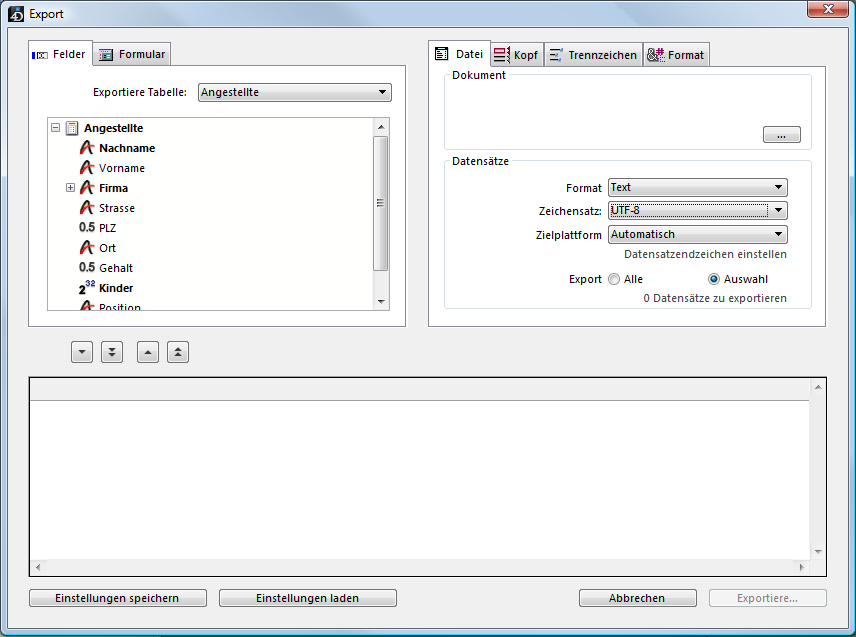 Export
Felder
Formular
Exportiere Tabelle: Angestellte
Angestellte
Nachname
Vorname
Firma
Strasse
0.5 PLZ
Ort
0.5 Gehalt
2³² Kinder
Position
Datei
Kopf
Trennzeichen
Format
Dokument
...
Datensätze
Format Text
Zeichensatz: UTF-8
Zielplattform Automatisch
Datensatzendzeichen einstellen
Export Alle Auswahl
0 Datensätze zu exportieren
Einstellungen speichern
Einstellungen laden
Abbrechen
Exportiere...